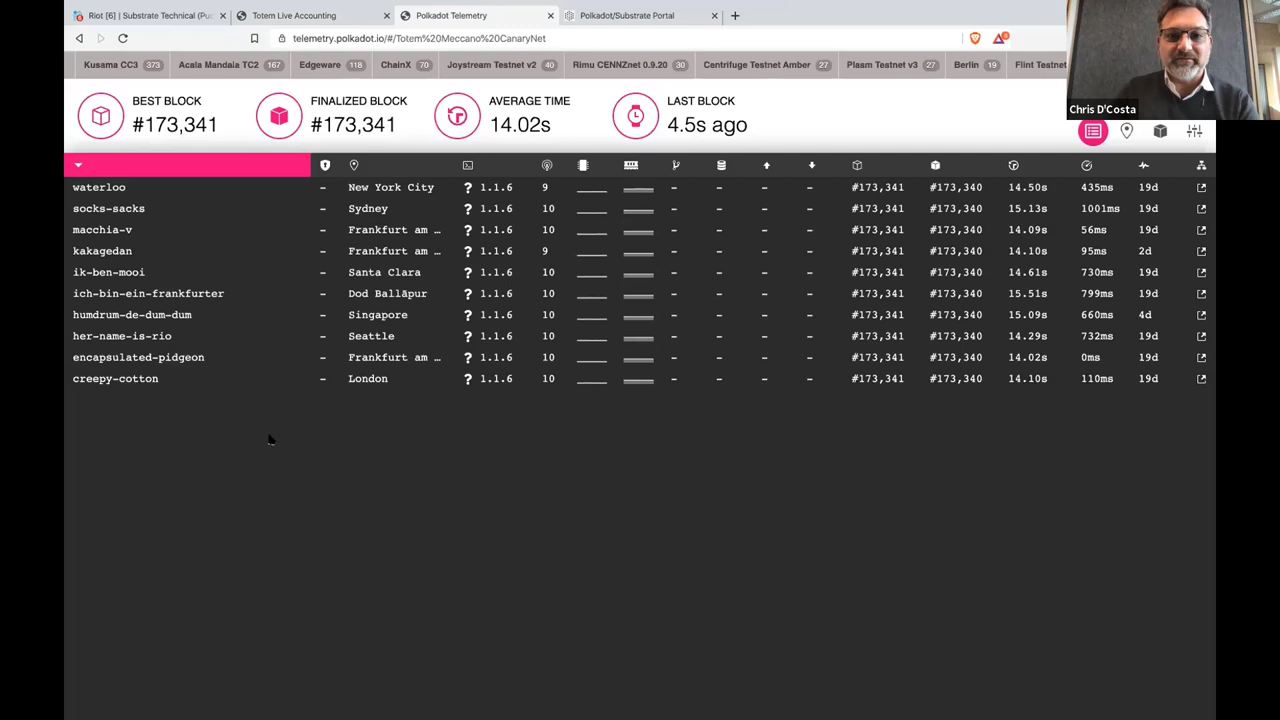 Riot [6] | Substrate Technical (Pu
Totem Live Accounting
Polkadot Telemetry
Polkadot/Substrate Portal
telemetry.polkadot.io/#/Totem%20Meccano%20CanaryNet
Kusama CC3 373
Acala Mandala TC2 167
Edgeware 118
ChainX 70
Joystream Testnet v2 40
Rimu CENNZnet 0.9.20 30
Centrifuge Testnet Amber 27
Plasm Testnet v3 27
Berlin 19
Flint Testne
Chris D'Costa
BEST BLOCK
#173,341
FINALIZED BLOCK
#173,341
AVERAGE TIME
14.02s
LAST BLOCK
4.5s ago
waterloo – New York City ? 1.1.6 9 – – – – #173,341 #173,340 14.50s 435ms 19d
socks-sacks – Sydney ? 1.1.6 10 – – – – #173,341 #173,340 15.13s 1001ms 19d
macchia-v – Frankfurt am … ? 1.1.6 10 – – – – #173,341 #173,340 14.09s 56ms 19d
kakagedan – Frankfurt am … ? 1.1.6 9 – – – – #173,341 #173,340 14.10s 95ms 2d
ik-ben-mooi – Santa Clara ? 1.1.6 10 – – – – #173,341 #173,340 14.61s 730ms 19d
ich-bin-ein-frankfurter – Dod Ballāpur ? 1.1.6 10 – – – – #173,341 #173,340 15.51s 799ms 19d
humdrum-de-dum-dum – Singapore ? 1.1.6 10 – – – – #173,341 #173,340 15.09s 660ms 4d
her-name-is-rio – Seattle ? 1.1.6 10 – – – – #173,341 #173,340 14.29s 732ms 19d
encapsulated-pidgeon – Frankfurt am … ? 1.1.6 10 – – – – #173,341 #173,340 14.02s 0ms 19d
creepy-cotton – London ? 1.1.6 10 – – – – #173,341 #173,340 14.10s 110ms 19d